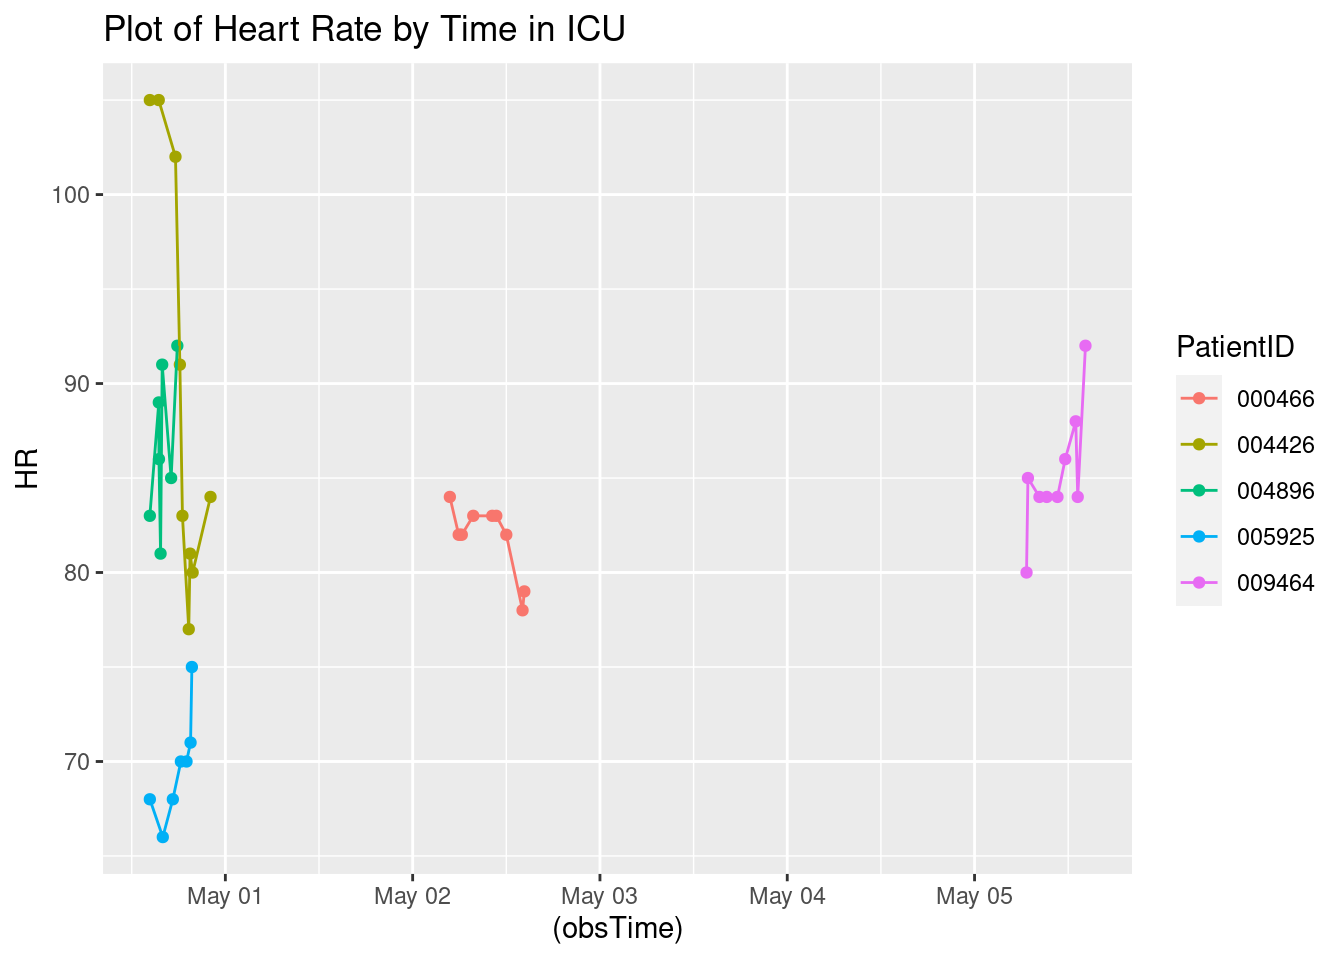 Plot of Heart Rate by Time in ICU
100
90
80
70
HR
May 01
May 02
May 03
May 04
May 05
(obsTime)
PatientID
000466
004426
004896
005925
009464